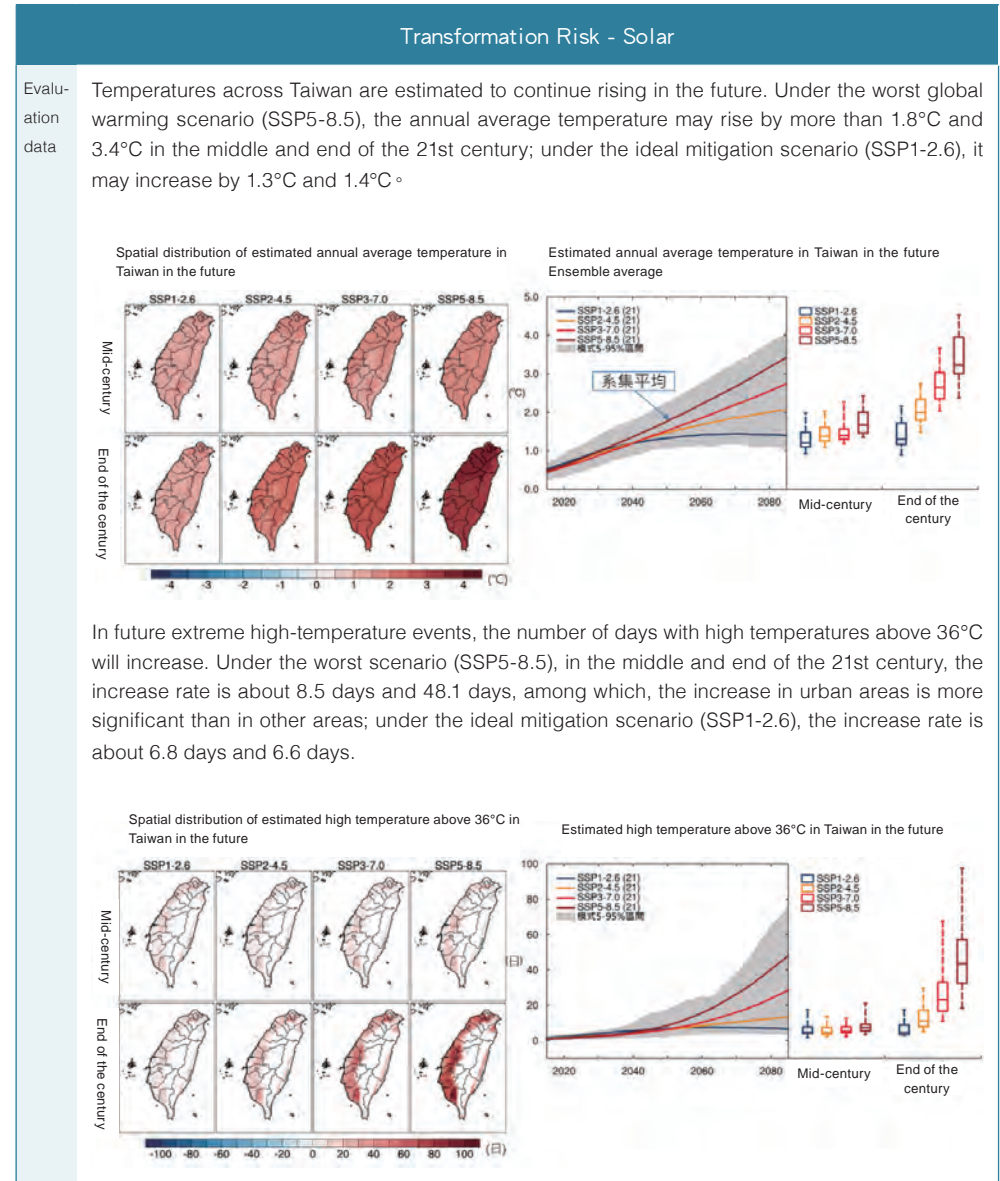 Transformation Risk - Solar
Evalu-
ation
data
Temperatures across Taiwan are estimated to continue rising in the future. Under the worst global
warming scenario (SSP5-8.5), the annual average temperature may rise by more than 1.8°C and
3.4°C in the middle and end of the 21st century; under the ideal mitigation scenario (SSP1-2.6), it
may increase by 1.3°C and 1.4°C。
Spatial distribution of estimated annual average temperature in
Taiwan in the future
SSP1-2.6 SSP2-4.5 SSP3-7.0 SSP5-8.5
Mid-century
End of the century
-4 -3 -2 -1 0 1 2 3 4 (°C)
Estimated annual average temperature in Taiwan in the future
Ensemble average
5.0
4.0
3.0
2.0
1.0
0.0
(°C)
SSP1-2.6 (21)
SSP2-4.5 (21)
SSP3-7.0 (21)
SSP5-8.5 (21)
模式5-95%區間
系集平均
2020 2040 2060 2080
SSP1-2.6
SSP2-4.5
SSP3-7.0
SSP5-8.5
Mid-century
End of the
century
In future extreme high-temperature events, the number of days with high temperatures above 36°C
will increase. Under the worst scenario (SSP5-8.5), in the middle and end of the 21st century, the
increase rate is about 8.5 days and 48.1 days, among which, the increase in urban areas is more
significant than in other areas; under the ideal mitigation scenario (SSP1-2.6), the increase rate is
about 6.8 days and 6.6 days.
Spatial distribution of estimated high temperature above 36°C in
Taiwan in the future
SSP1-2.6 SSP2-4.5 SSP3-7.0 SSP5-8.5
Mid-century
End of the century
-100 -80 -60 -40 -20 0 20 40 60 80 100 (日)
Estimated high temperature above 36°C in Taiwan in the future
100
80
60
40
20
0
(日)
SSP1-2.6 (21)
SSP2-4.5 (21)
SSP3-7.0 (21)
SSP5-8.5 (21)
模式5-95%區間
2020 2040 2060 2080
SSP1-2.6
SSP2-4.5
SSP3-7.0
SSP5-8.5
Mid-century
End of the
century